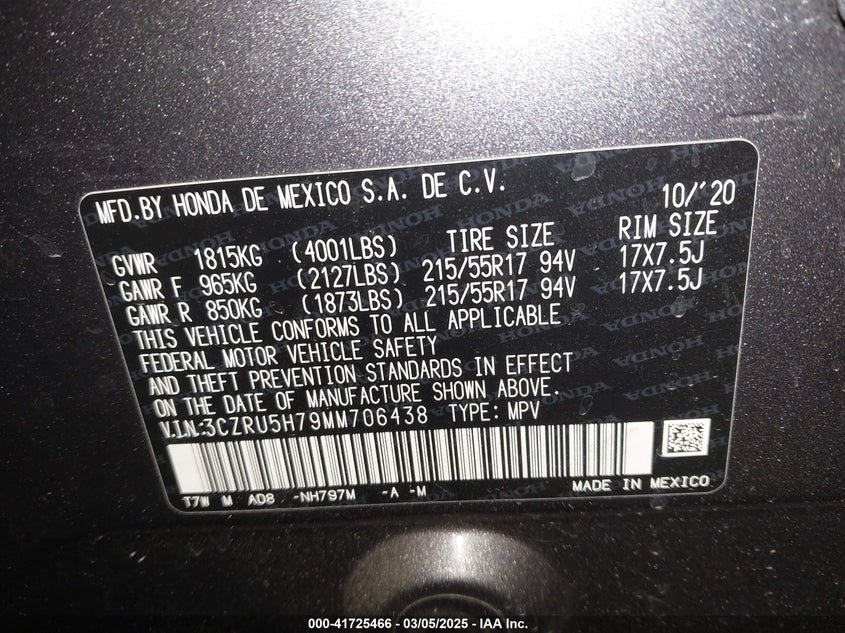 MFD.BY HONDA DE MEXICO S.A. DE C.V. 10/'20
GVWR 1815KG (4001LBS) TIRE SIZE RIM SIZE
GAWR F 965KG (2127LBS) 215/55R17 94V 17X7.5J
GAWR R 850KG (1873LBS) 215/55R17 94V 17X7.5J
THIS VEHICLE CONFORMS TO ALL APPLICABLE
FEDERAL MOTOR VEHICLE SAFETY
AND THEFT PREVENTION STANDARDS IN EFFECT
ON THE DATE OF MANUFACTURE SHOWN ABOVE.
V.I.N:3CZRU5H79MM706438 TYPE: MPV
T7W M AD8 -NH797M -A -M MADE IN MEXICO
000-41725466 - 03/05/2025 - IAA Inc.